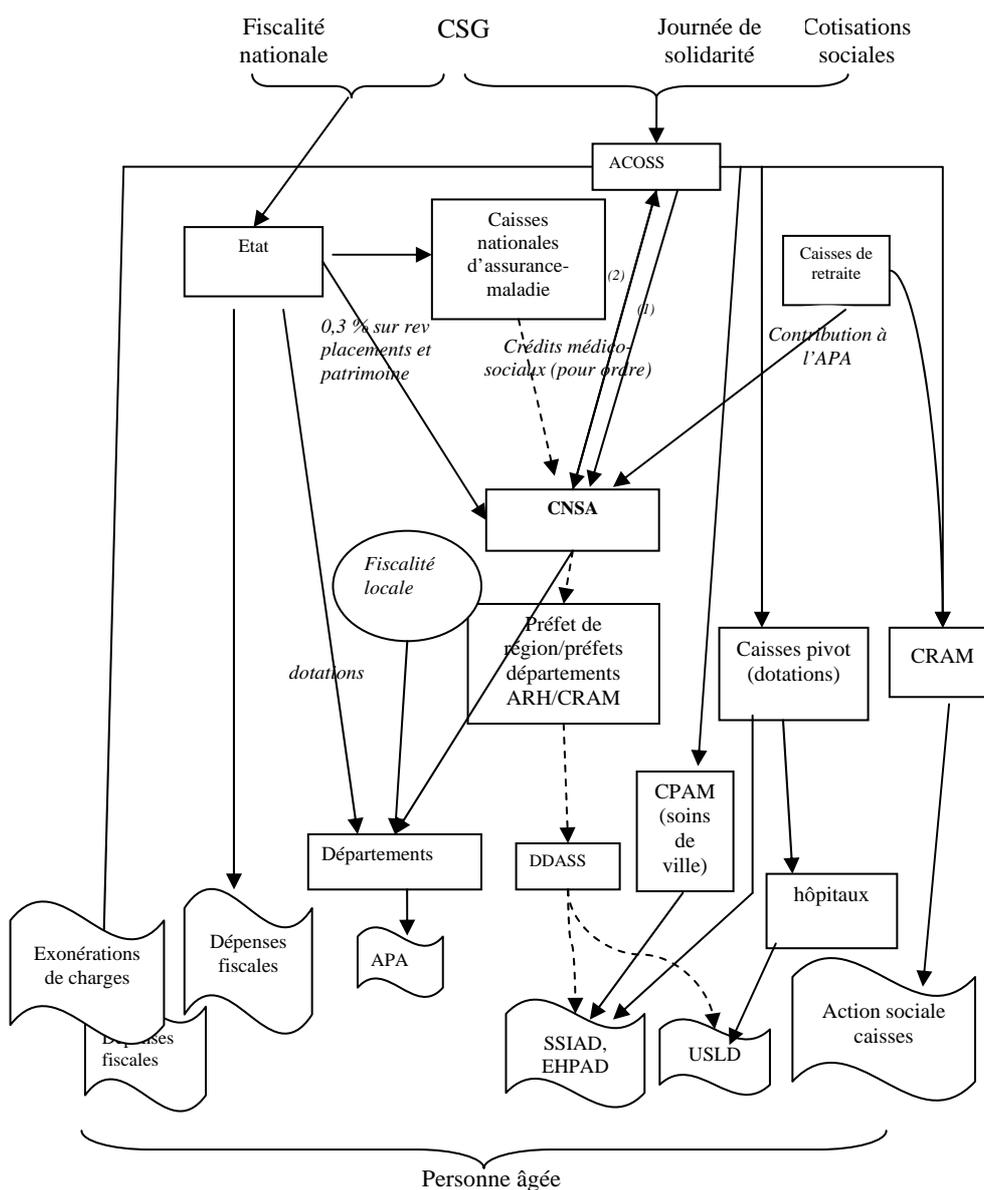 Fiscalité
nationale
CSG
Journée de
solidarité
Cotisations
sociales
ACOSS
Etat
Caisses
nationales
d'assurance-
maladie
Caisses de
retraite
(2)
(1)
0,3 % sur rev
placements et
patrimoine
Crédits médico-
sociaux (pour ordre)
Contribution à
l'APA
CNSA
Fiscalité
locale
Préfet de
région/préfets
départements
ARH/CRAM
Caisses pivot
(dotations)
CRAM
dotations
CPAM
(soins
de
ville)
Départements
DDASS
hôpitaux
Exonérations
de charges
Dépenses
fiscales
APA
Dépenses
fiscales
SSIAD,
EHPAD
USLD
Action sociale
caisses
Personne âgée